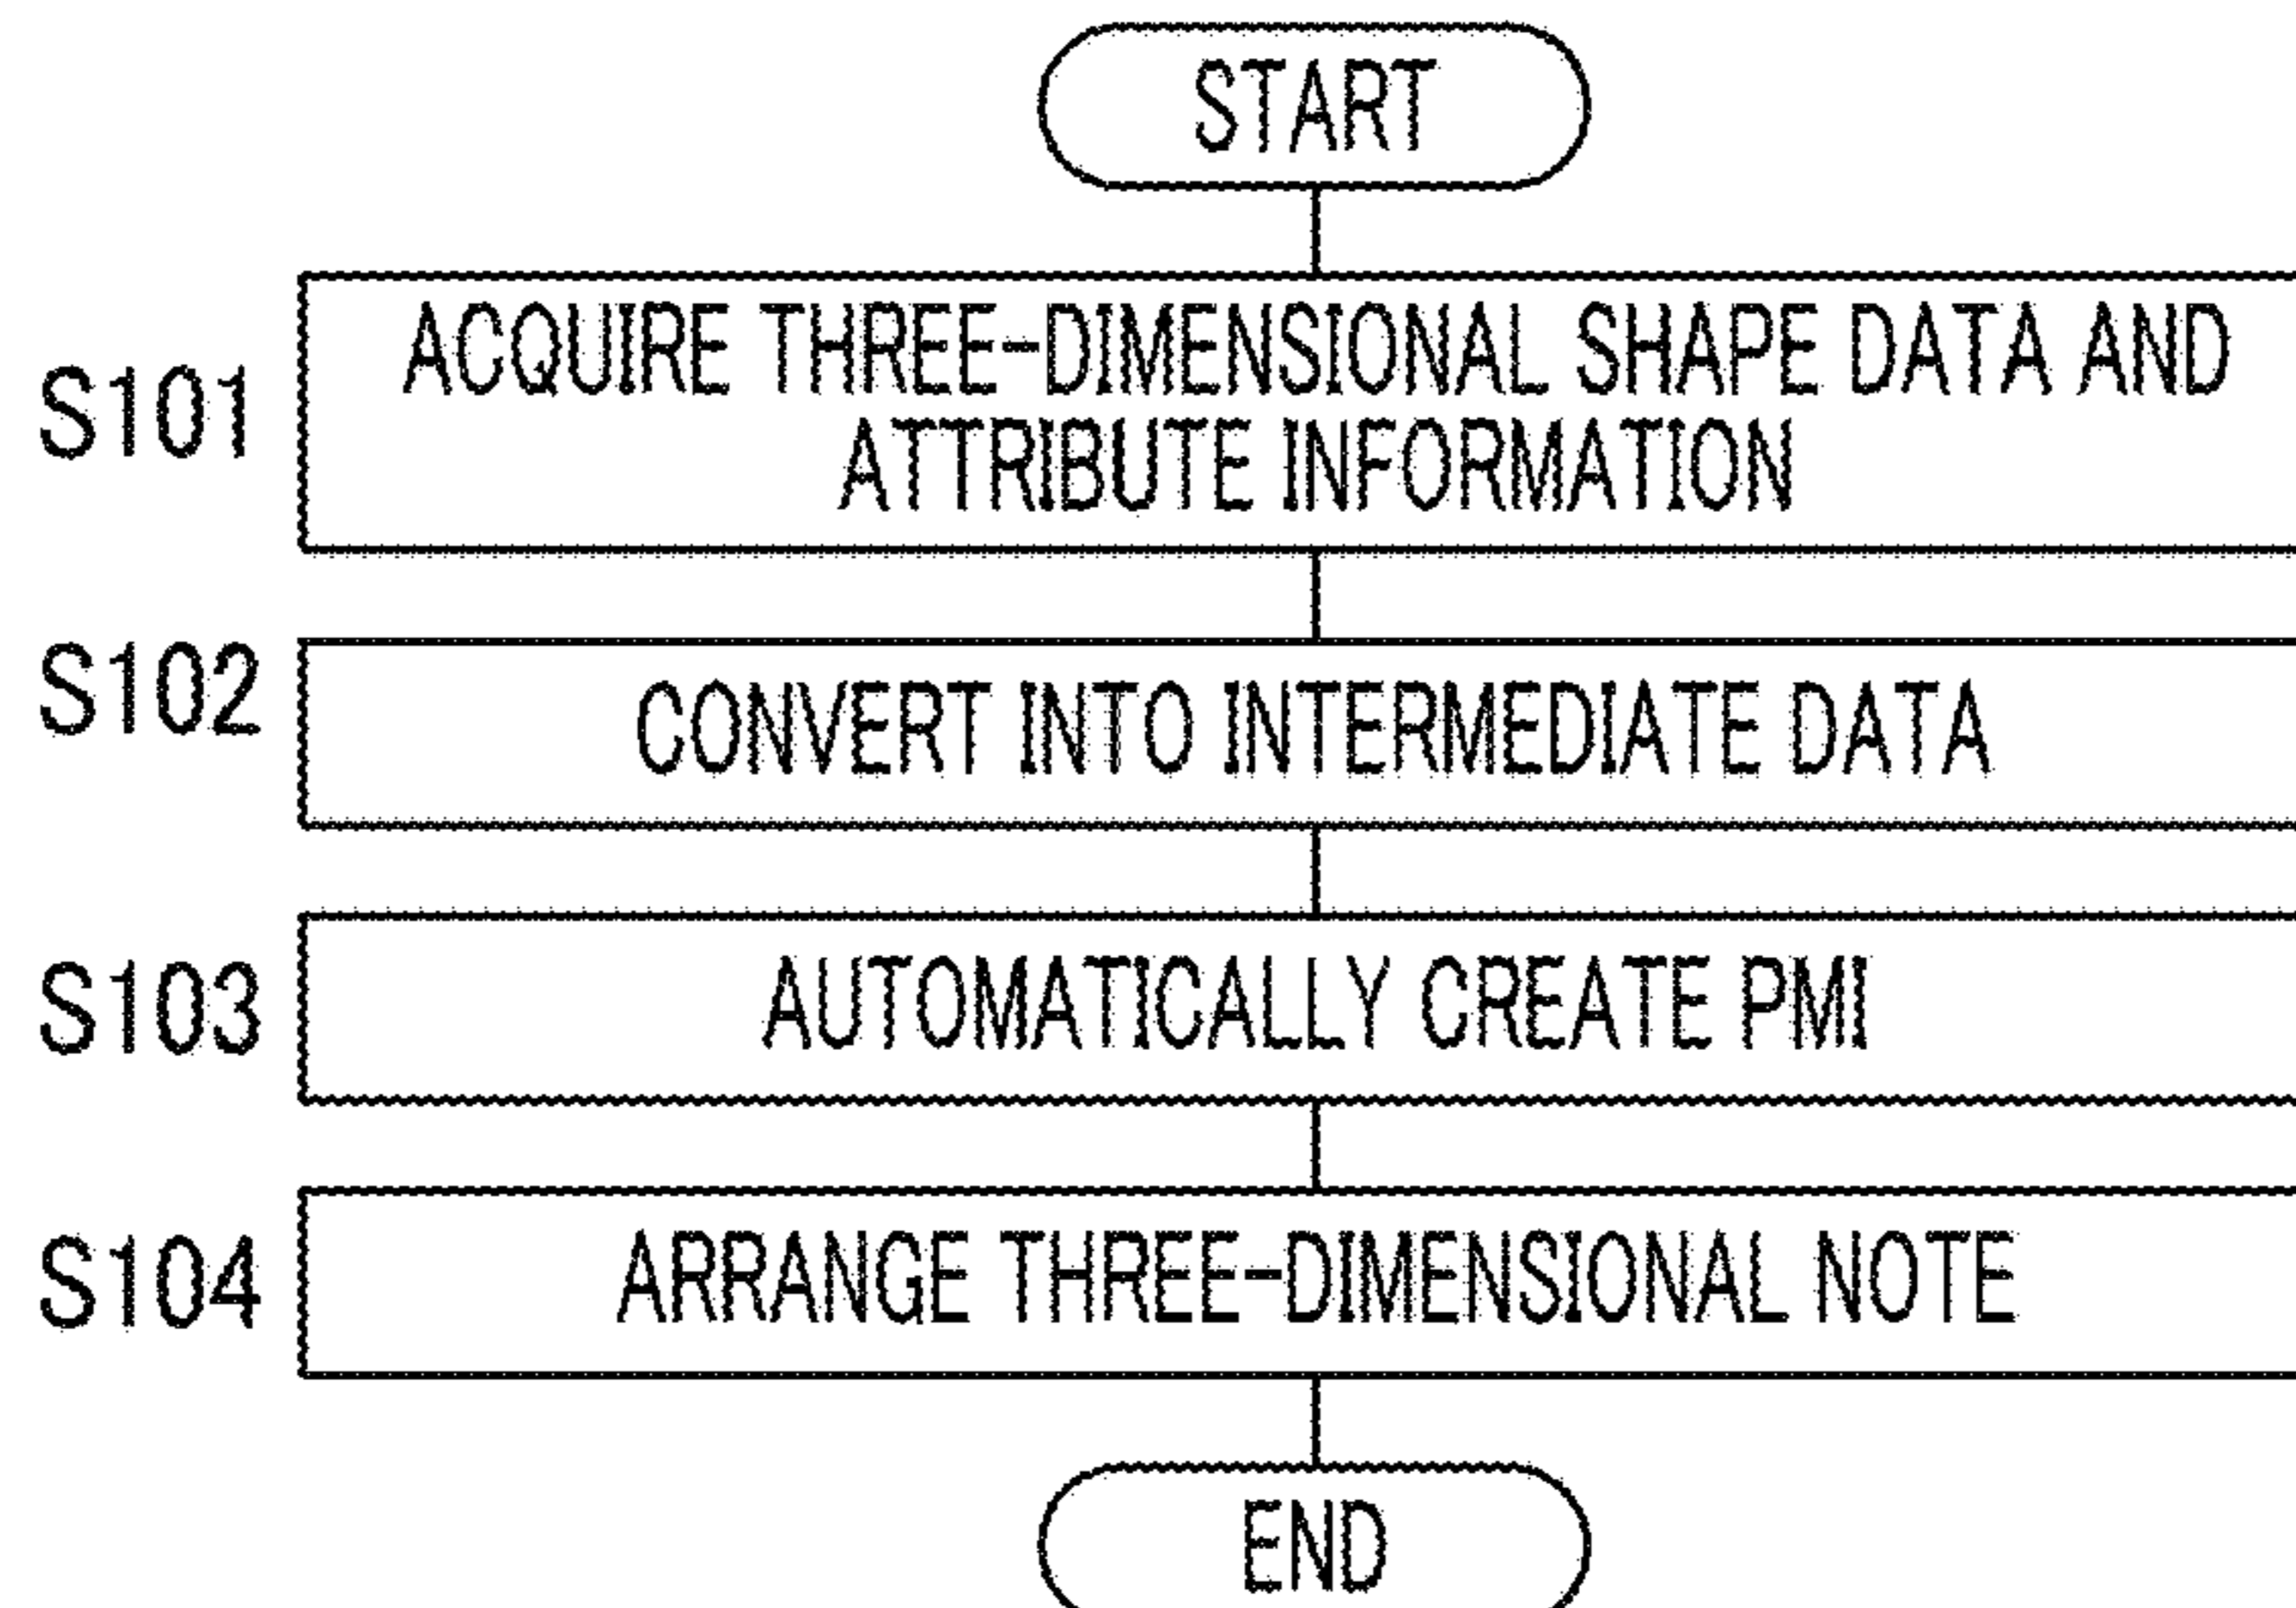 START
S101
ACQUIRE THREE-DIMENSIONAL SHAPE DATA AND
ATTRIBUTE INFORMATION
S102
CONVERT INTO INTERMEDIATE DATA
S103
AUTOMATICALLY CREATE PMI
S104
ARRANGE THREE-DIMENSIONAL NOTE
END